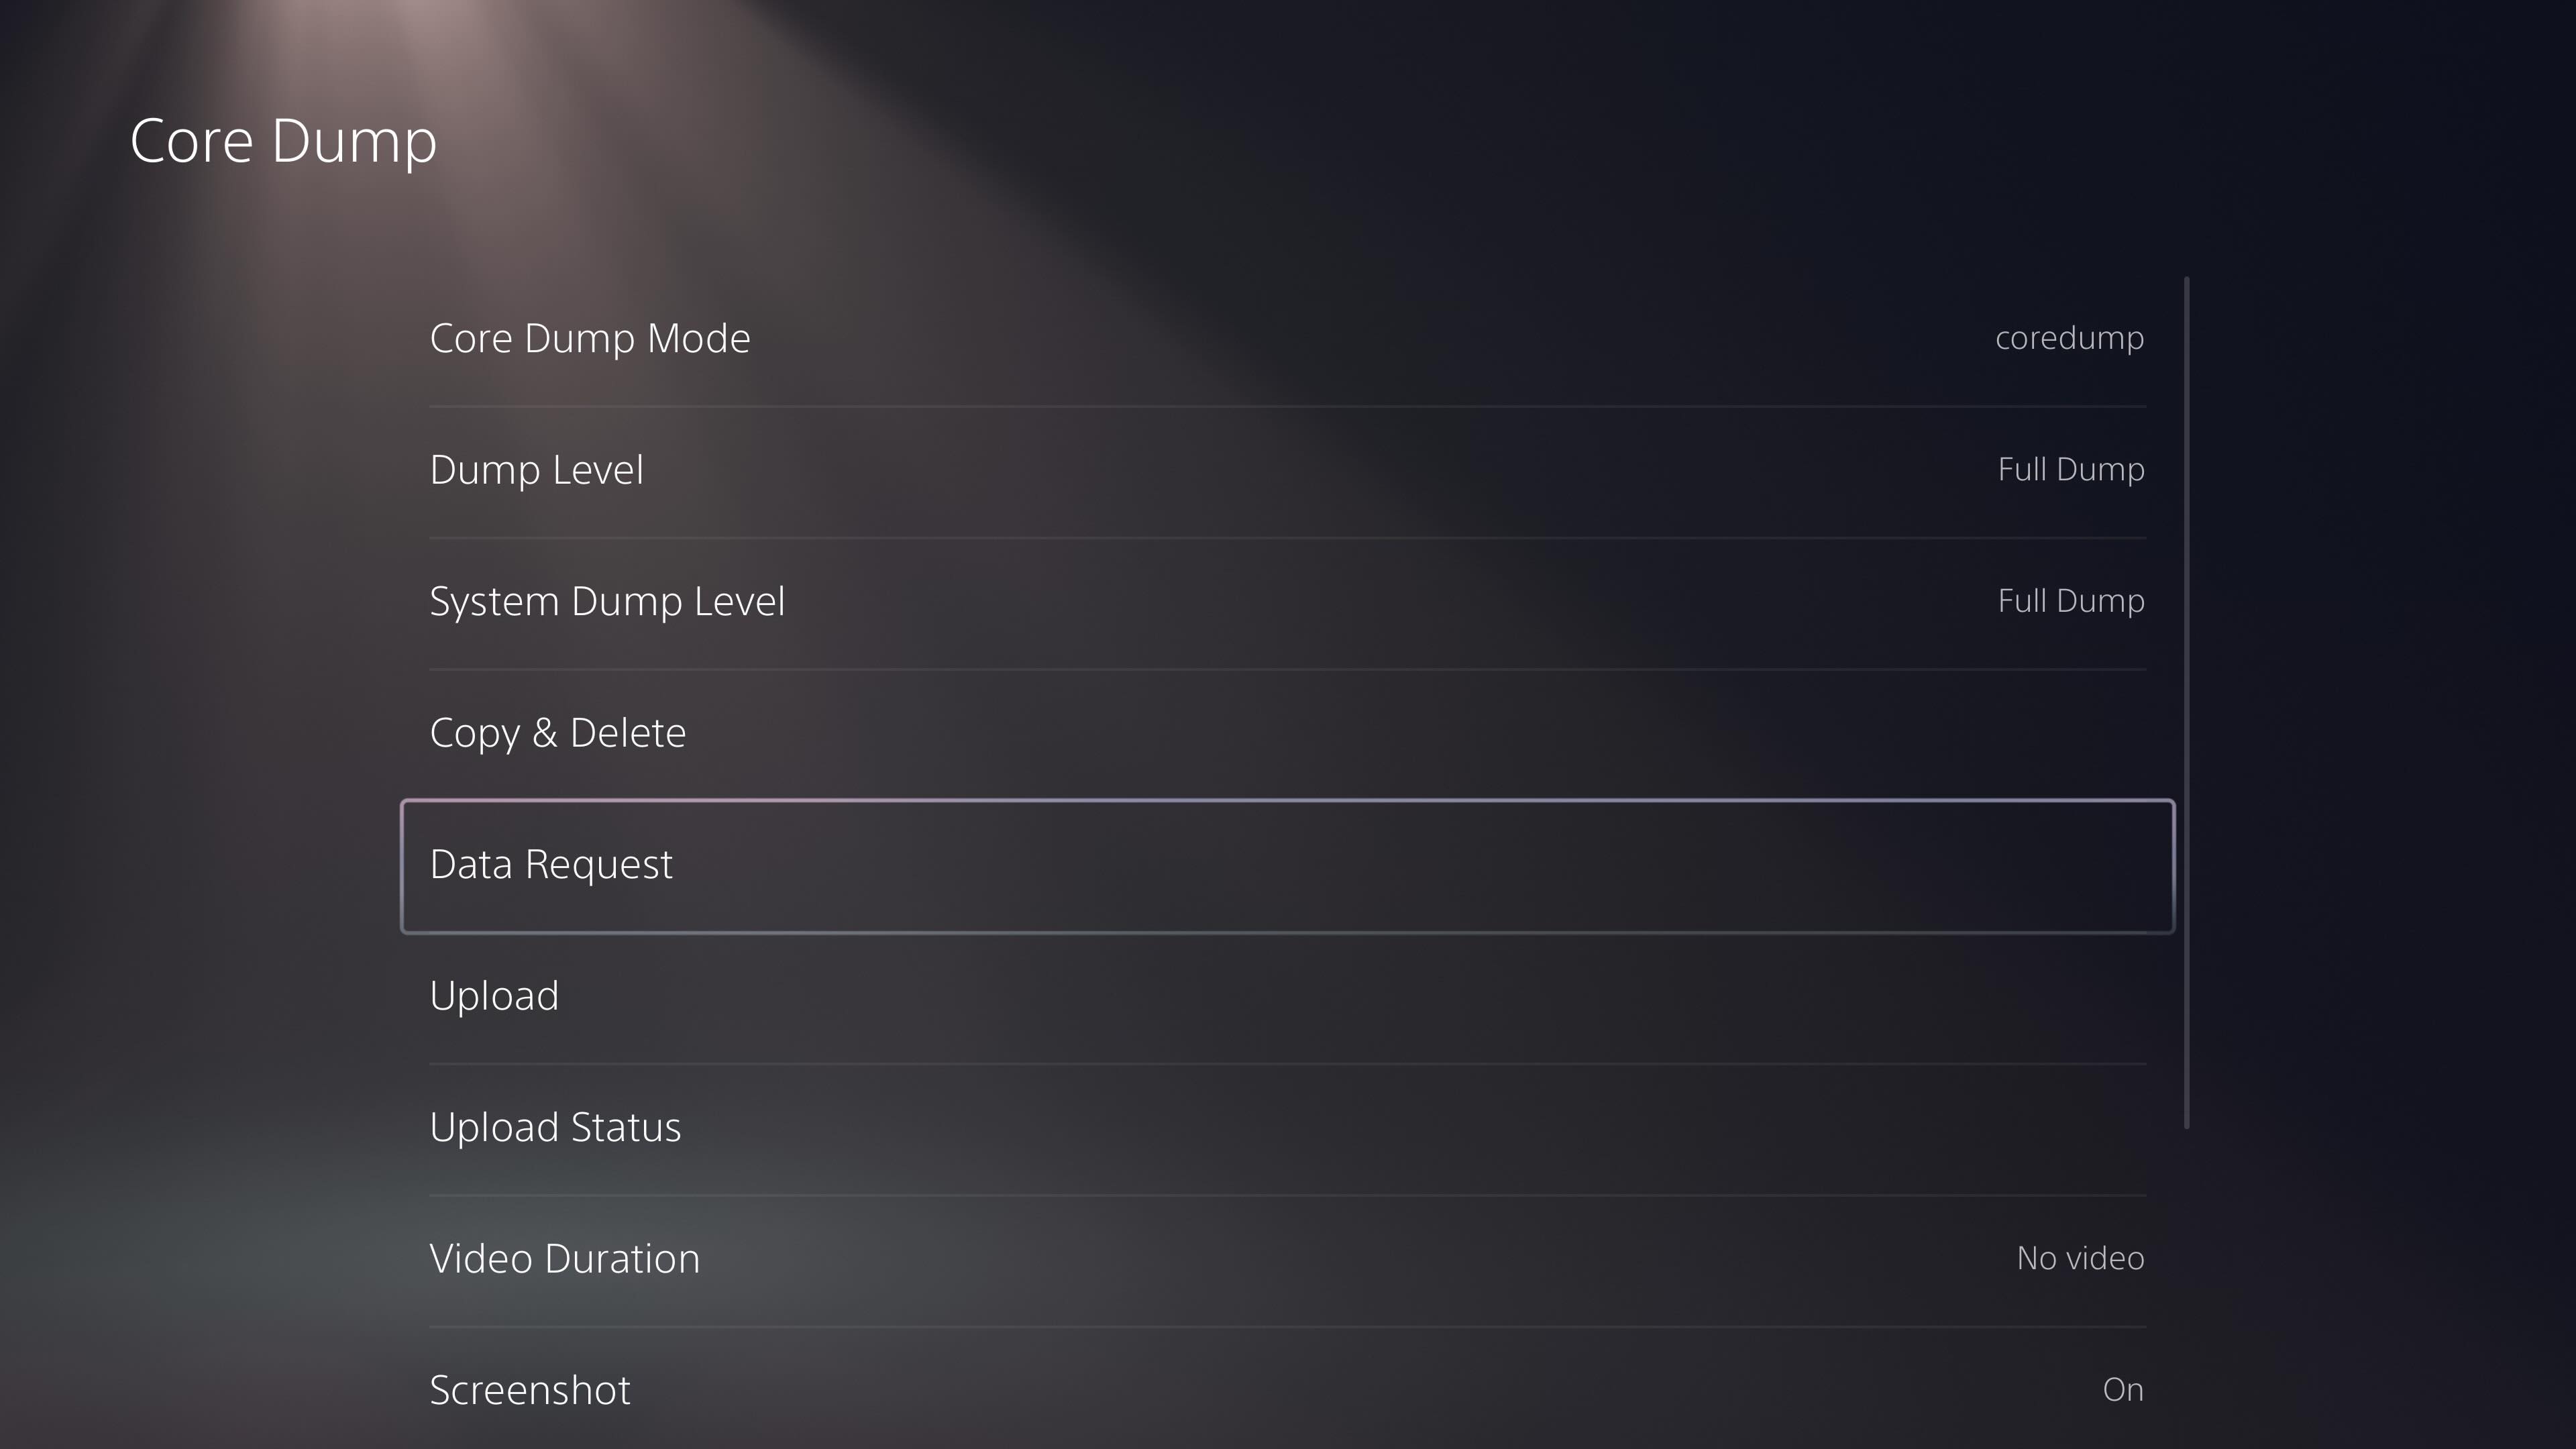 Core Dump
Core Dump Mode coredump
Dump Level Full Dump
System Dump Level Full Dump
Copy & Delete
Data Request
Upload
Upload Status
Video Duration No video
Screenshot On